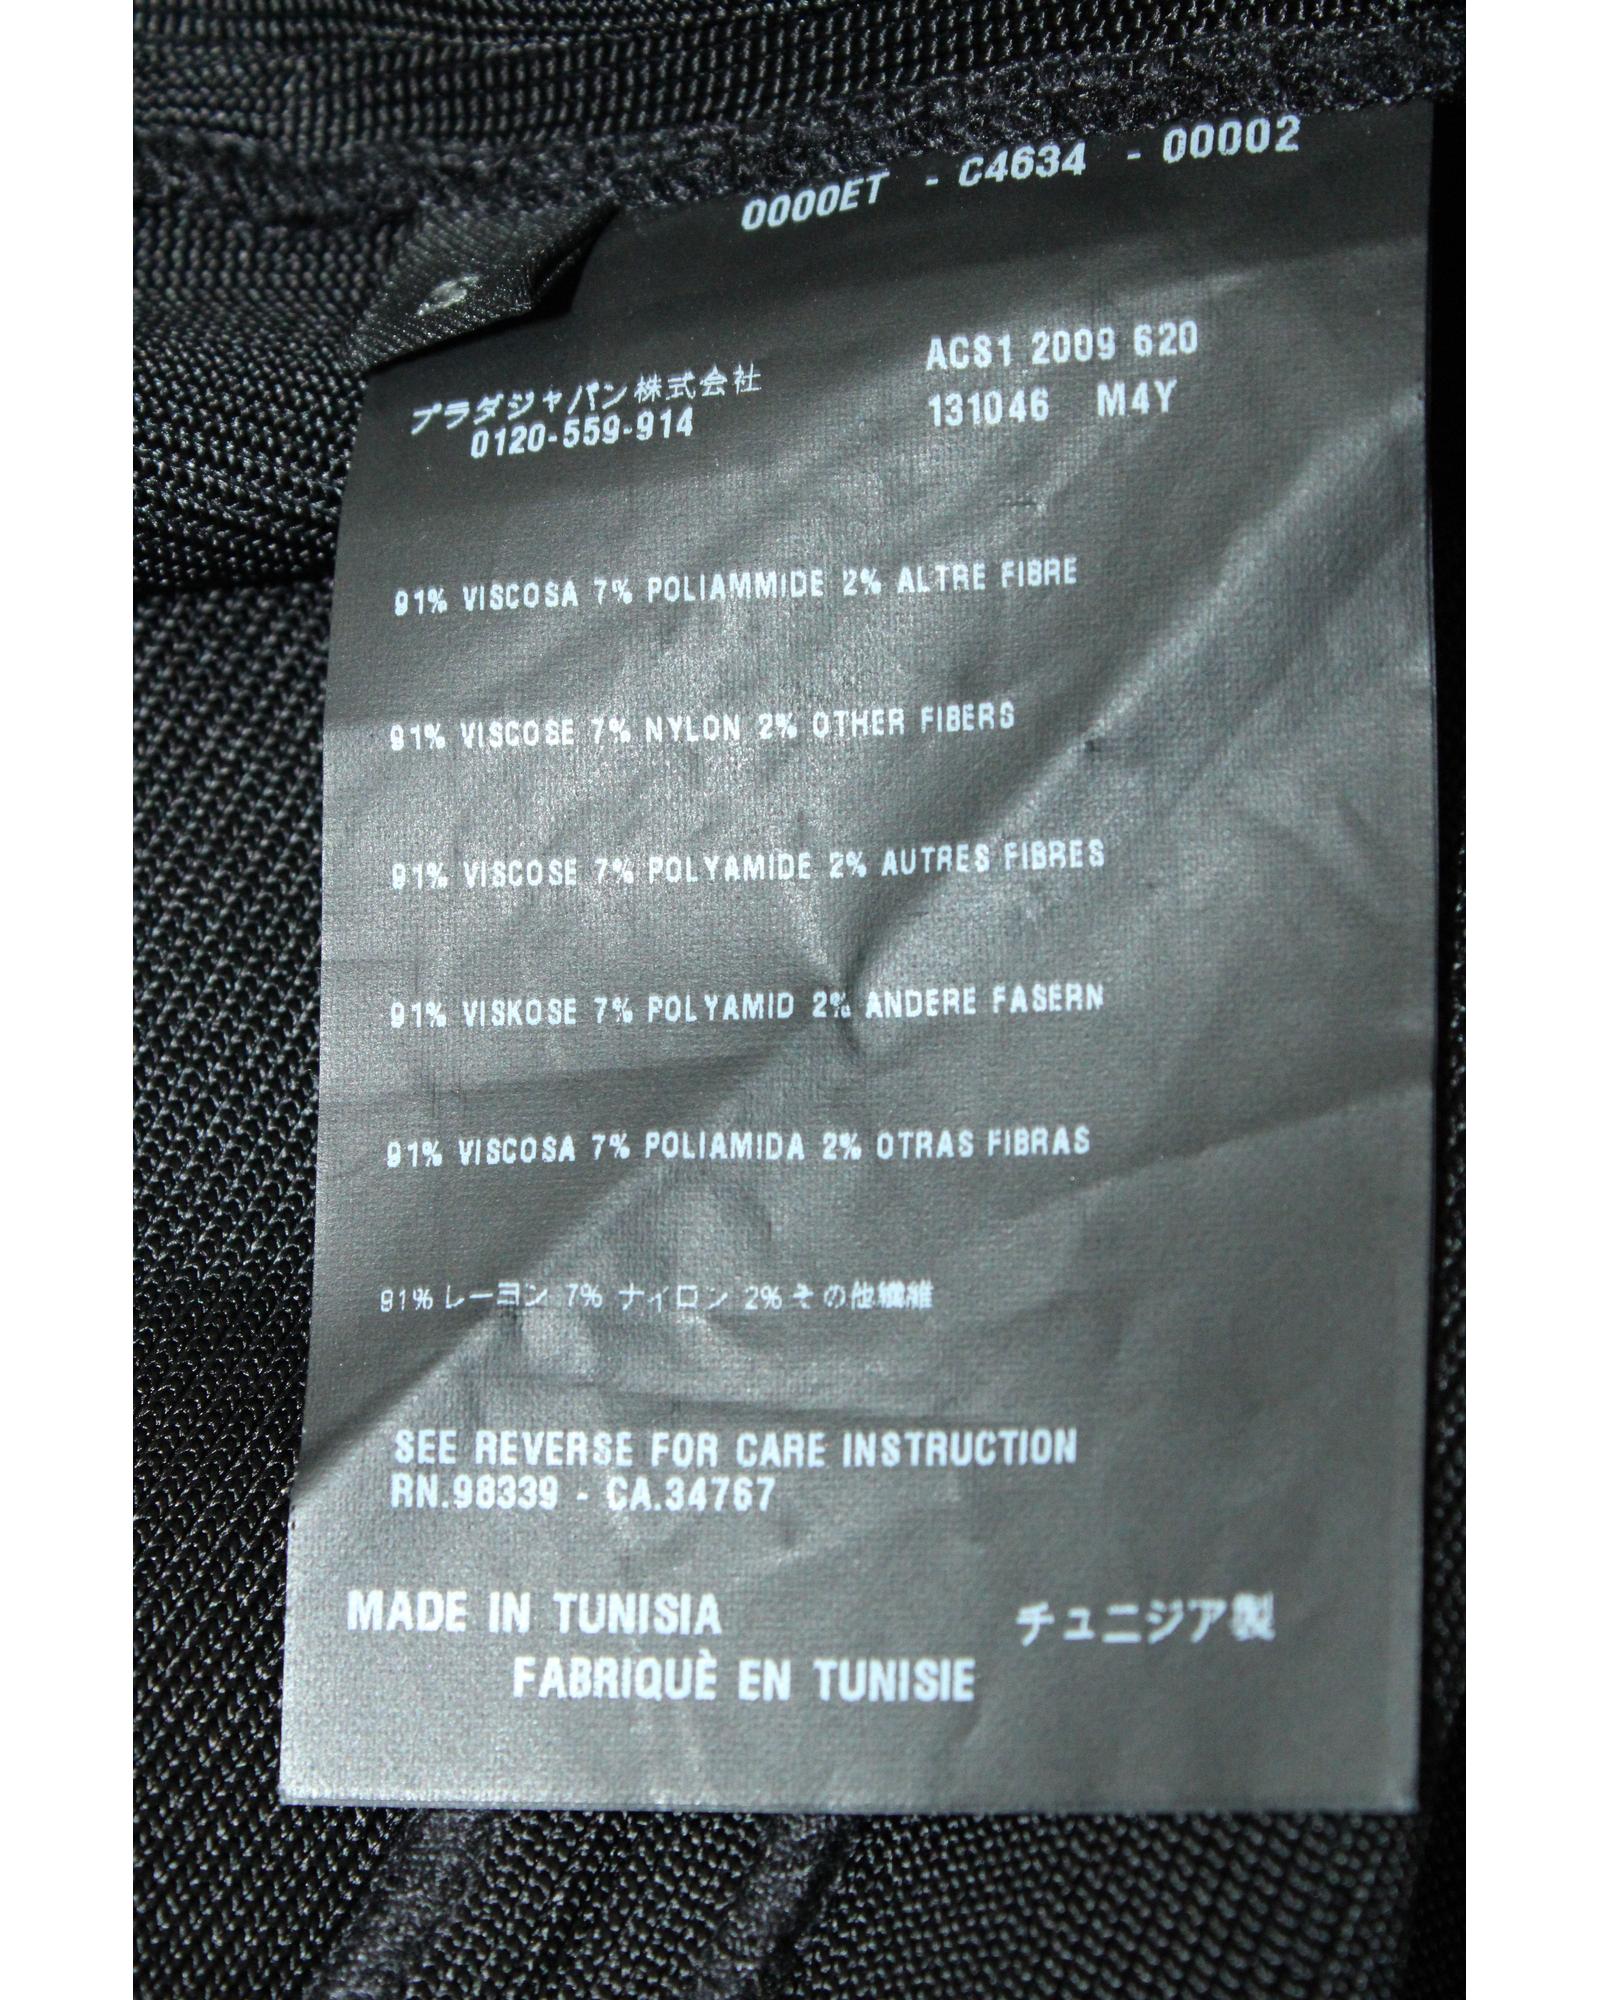 0000ET - C4634 - 00002
ACS1 2009 620
131046 M4Y
プラダジャパン株式会社
0120-559-914
91% VISCOSA 7% POLIAMMIDE 2% ALTRE FIBRE
91% VISCOSE 7% NYLON 2% OTHER FIBERS
91% VISCOSE 7% POLYAMIDE 2% AUTRES FIBRES
91% VISKOSE 7% POLYAMID 2% ANDERE FASERN
91% VISCOSA 7% POLIAMIDA 2% OTRAS FIBRAS
91% レーヨン 7% ナイロン 2% その他繊維
SEE REVERSE FOR CARE INSTRUCTION
RN.98339 - CA.34767
MADE IN TUNISIA チュニジア製
FABRIQUÈ EN TUNISIE